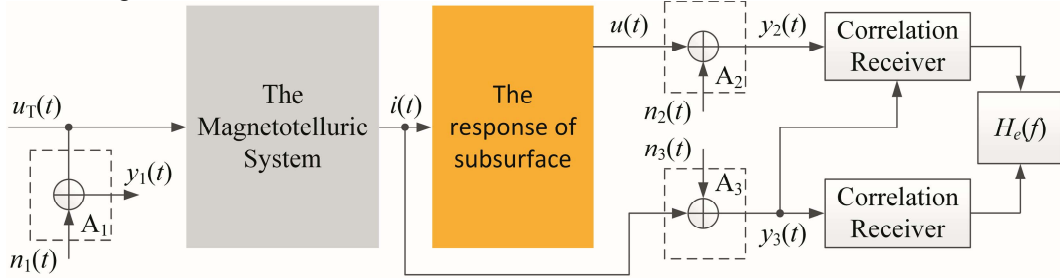 u_T(t)
y₁(t)
A₁
n₁(t)
The
Magnetotelluric
System
i(t)
The
response of
subsurface
u(t)
A₂
n₂(t)
y₂(t)
n₃(t)
A₃
y₃(t)
Correlation
Receiver
Correlation
Receiver
Hₑ(f)